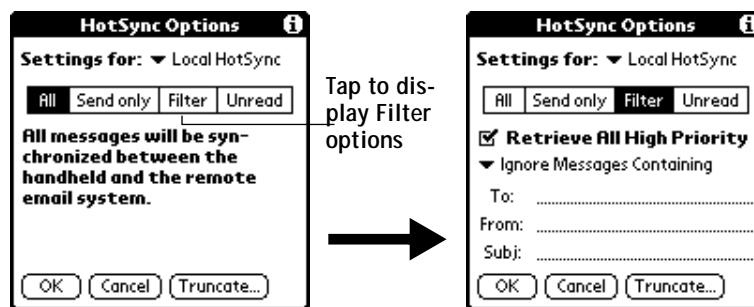 HotSync Options
Settings for: Local HotSync
All Send only Filter Unread
All messages will be syn-
chronized between the
handheld and the remote
email system.
OK Cancel Truncate...
Tap to dis-
play Filter
options
HotSync Options
Settings for: Local HotSync
All Send only Filter Unread
Retrieve All High Priority
Ignore Messages Containing
To:
From:
Subj:
OK Cancel Truncate...